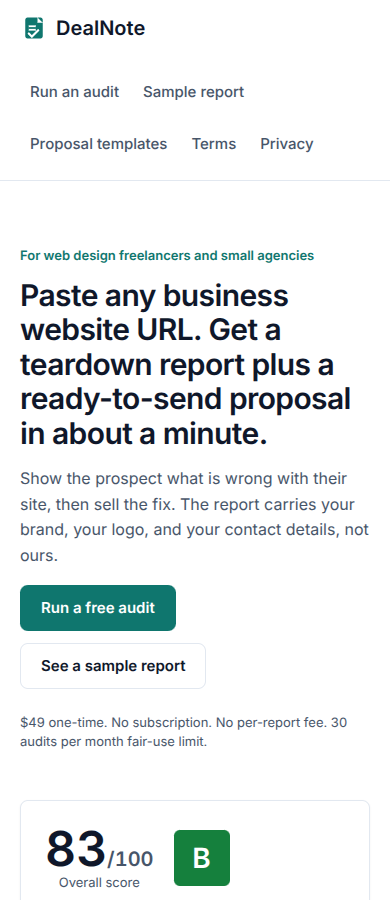 DealNote
Run an audit Sample report
Proposal templates Terms Privacy
For web design freelancers and small agencies
Paste any business
website URL. Get a
teardown report plus a
ready-to-send proposal
in about a minute.
Show the prospect what is wrong with their
site, then sell the fix. The report carries your
brand, your logo, and your contact details, not
ours.
Run a free audit
See a sample report
$49 one-time. No subscription. No per-report fee. 30
audits per month fair-use limit.
83/100 B
Overall score